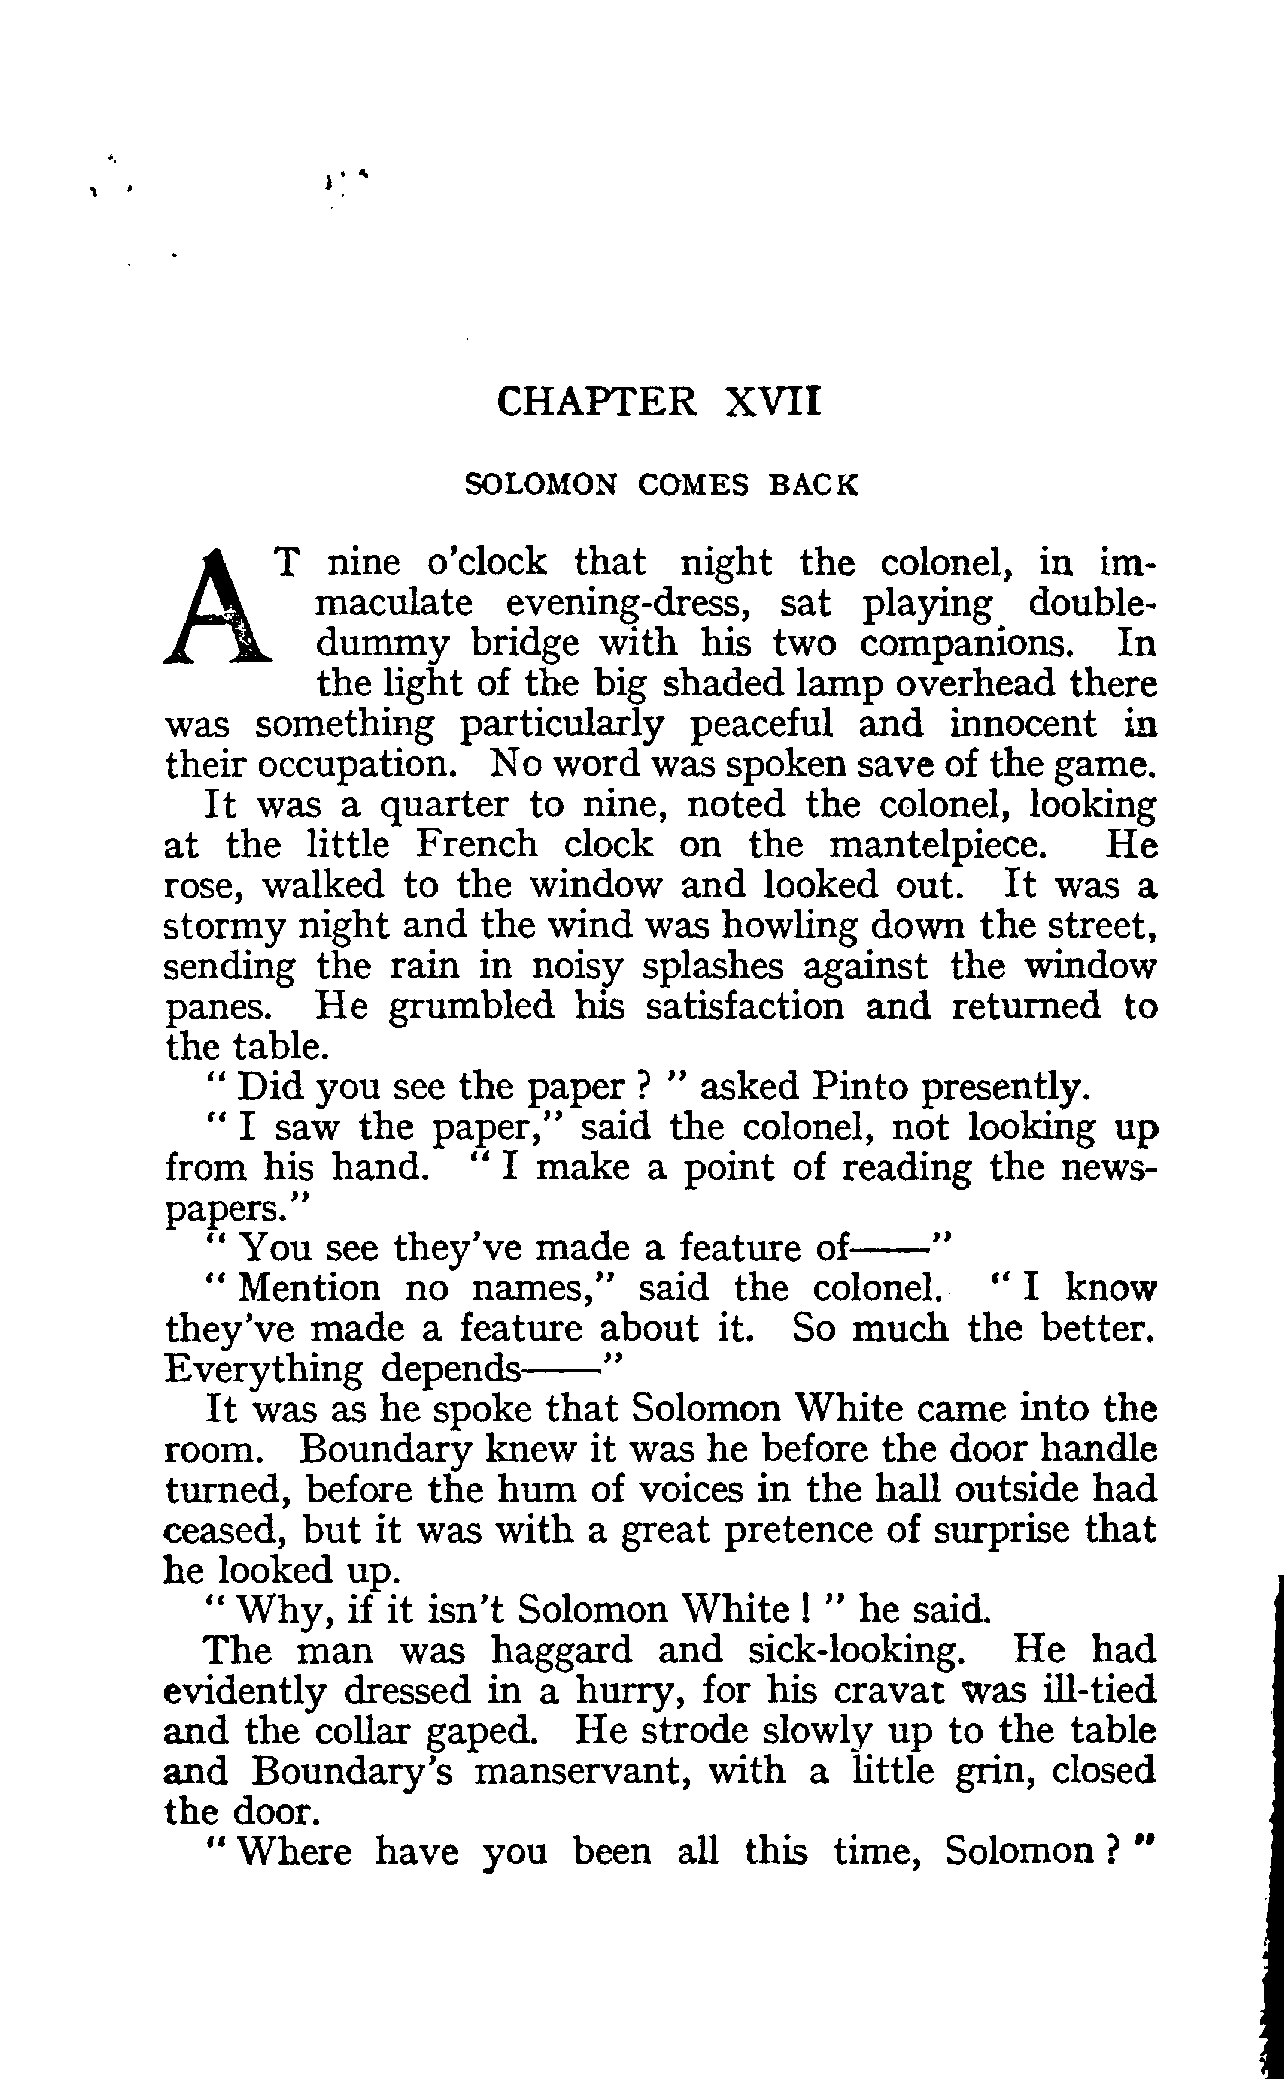 CHAPTER XVII
SOLOMON COMES BACK
AT nine o'clock that night the colonel, in im-
maculate evening-dress, sat playing double-
dummy bridge with his two companions. In
the light of the big shaded lamp overhead there
was something particularly peaceful and innocent in
their occupation. No word was spoken save of the game.
It was a quarter to nine, noted the colonel, looking
at the little French clock on the mantelpiece. He
rose, walked to the window and looked out. It was a
stormy night and the wind was howling down the street,
sending the rain in noisy splashes against the window
panes. He grumbled his satisfaction and returned to
the table.
“ Did you see the paper ? ” asked Pinto presently.
“ I saw the paper,” said the colonel, not looking up
from his hand. “ I make a point of reading the news-
papers.”
“ You see they've made a feature of——”
“ Mention no names,” said the colonel. “ I know
they've made a feature about it. So much the better.
Everything depends——”
It was as he spoke that Solomon White came into the
room. Boundary knew it was he before the door handle
turned, before the hum of voices in the hall outside had
ceased, but it was with a great pretence of surprise that
he looked up.
“ Why, if it isn't Solomon White ! ” he said.
The man was haggard and sick-looking. He had
evidently dressed in a hurry, for his cravat was ill-tied
and the collar gaped. He strode slowly up to the table
and Boundary's manservant, with a little grin, closed
the door.
“ Where have you been all this time, Solomon ? ”